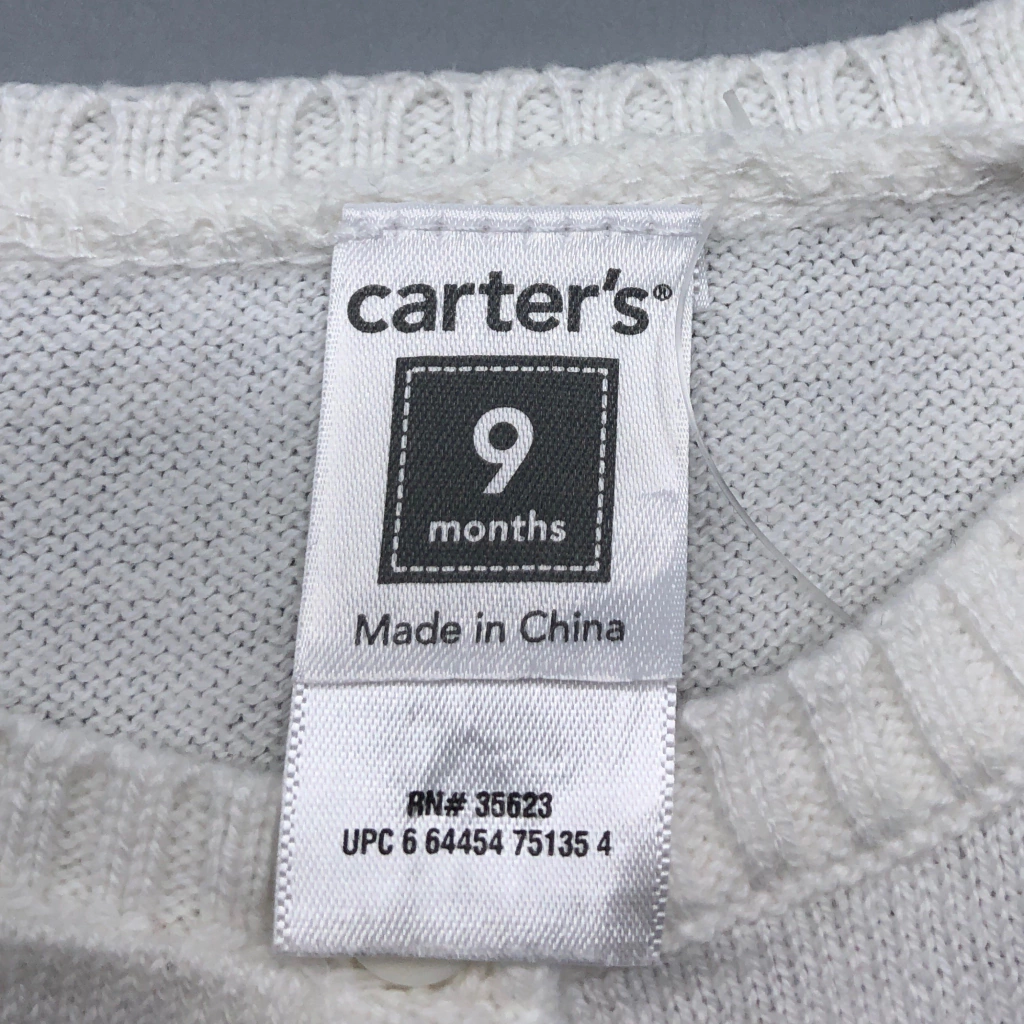 carter's®
9
months
Made in China
RN# 35623
UPC 6 64454 75135 4